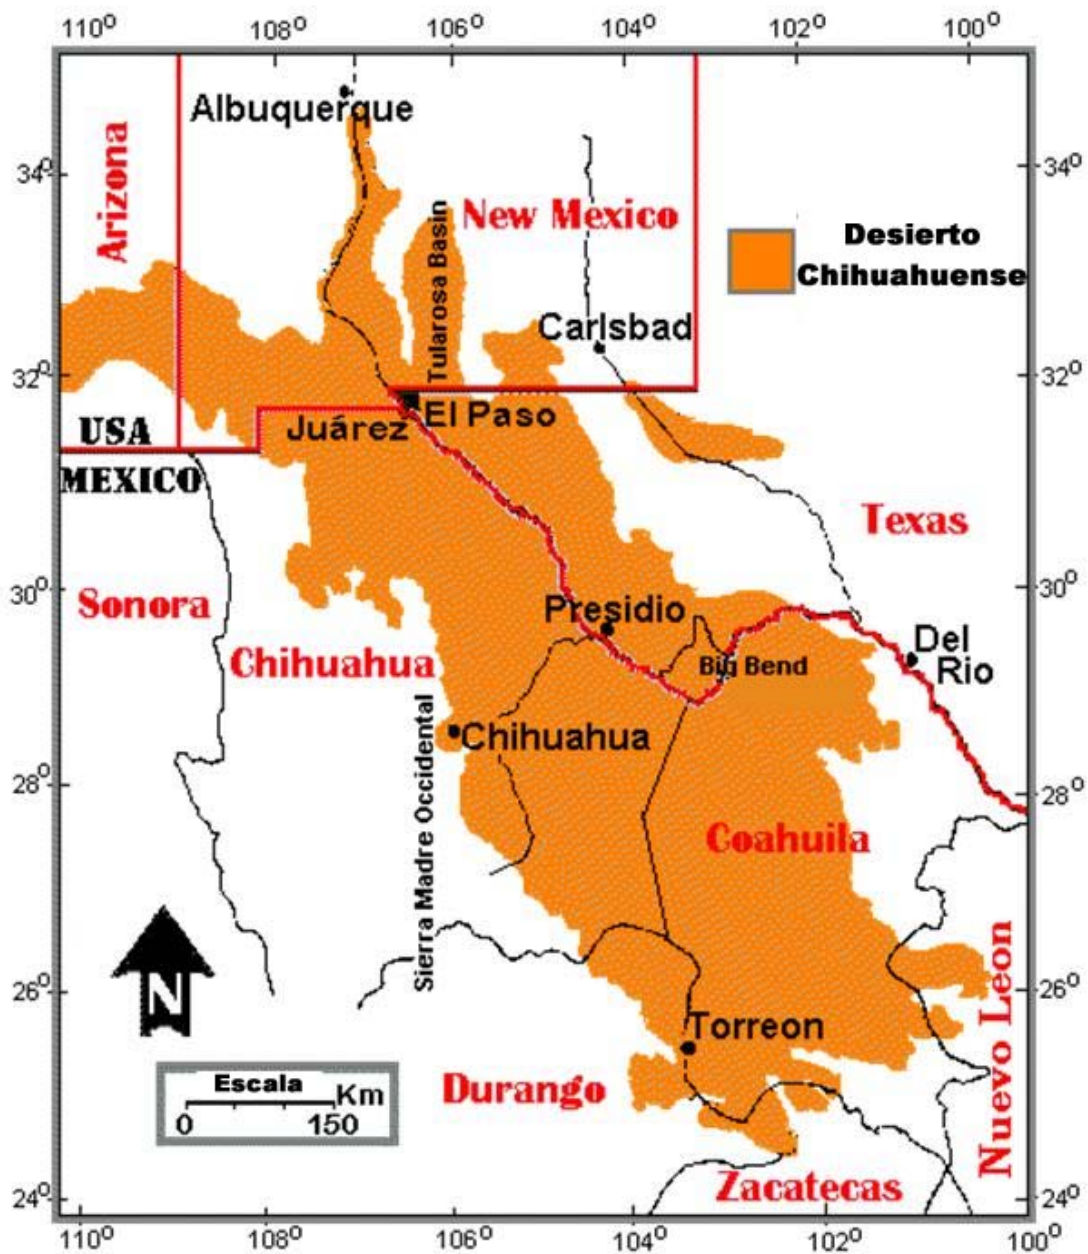 110° 108° 106° 104° 102° 100°
Albuquerque
34° 34°
Arizona
New Mexico
Tularosa Basin
Desierto
Chihuahuense
Carlsbad
32° 32°
El Paso
Juárez
USA
MEXICO
Texas
30° 30°
Sonora
Presidio
Del
Rio
Chihuahua
Big Bend
Sierra Madre Occidental
Chihuahua
28° 28°
Coahuila
N
26° 26°
Nuevo Leon
Torreon
Durango
Escala
Km
0 150
Zacatecas
24° 24°
110° 108° 106° 104° 102° 100°